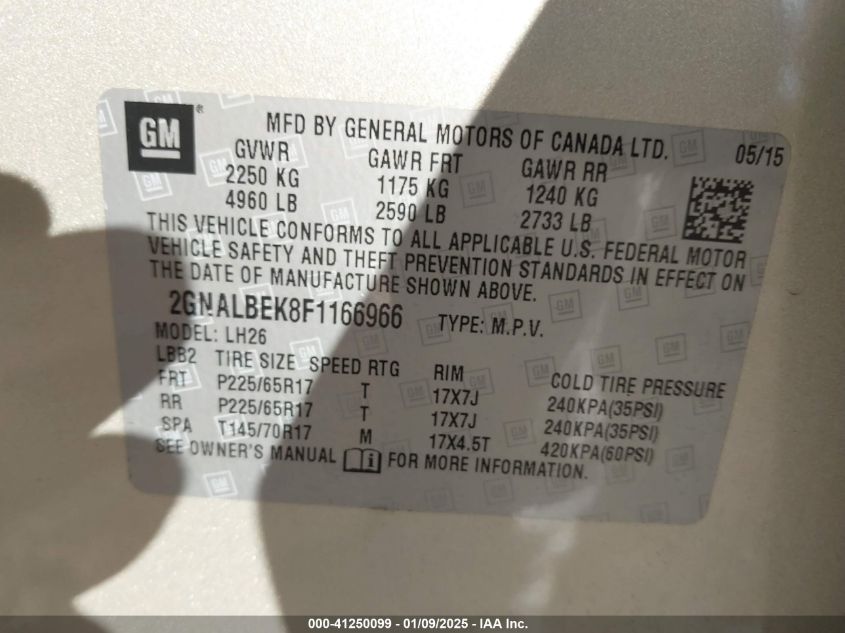 GM ® MFD BY GENERAL MOTORS OF CANADA LTD. 05/15
GVWR GAWR FRT GAWR RR
2250 KG 1175 KG 1240 KG
4960 LB 2590 LB 2733 LB
THIS VEHICLE CONFORMS TO ALL APPLICABLE U.S. FEDERAL MOTOR
VEHICLE SAFETY AND THEFT PREVENTION STANDARDS IN EFFECT ON
THE DATE OF MANUFACTURE SHOWN ABOVE.
2GNALBEK8F1166966 TYPE: M.P.V.
MODEL: LH26
LBB2 TIRE SIZE SPEED RTG RIM COLD TIRE PRESSURE
FRT P225/65R17 T 17X7J 240KPA(35PSI)
RR P225/65R17 T 17X7J 240KPA(35PSI)
SPA T145/70R17 M 17X4.5T 420KPA(60PSI)
SEE OWNER'S MANUAL FOR MORE INFORMATION.
000-41250099 - 01/09/2025 - IAA Inc.